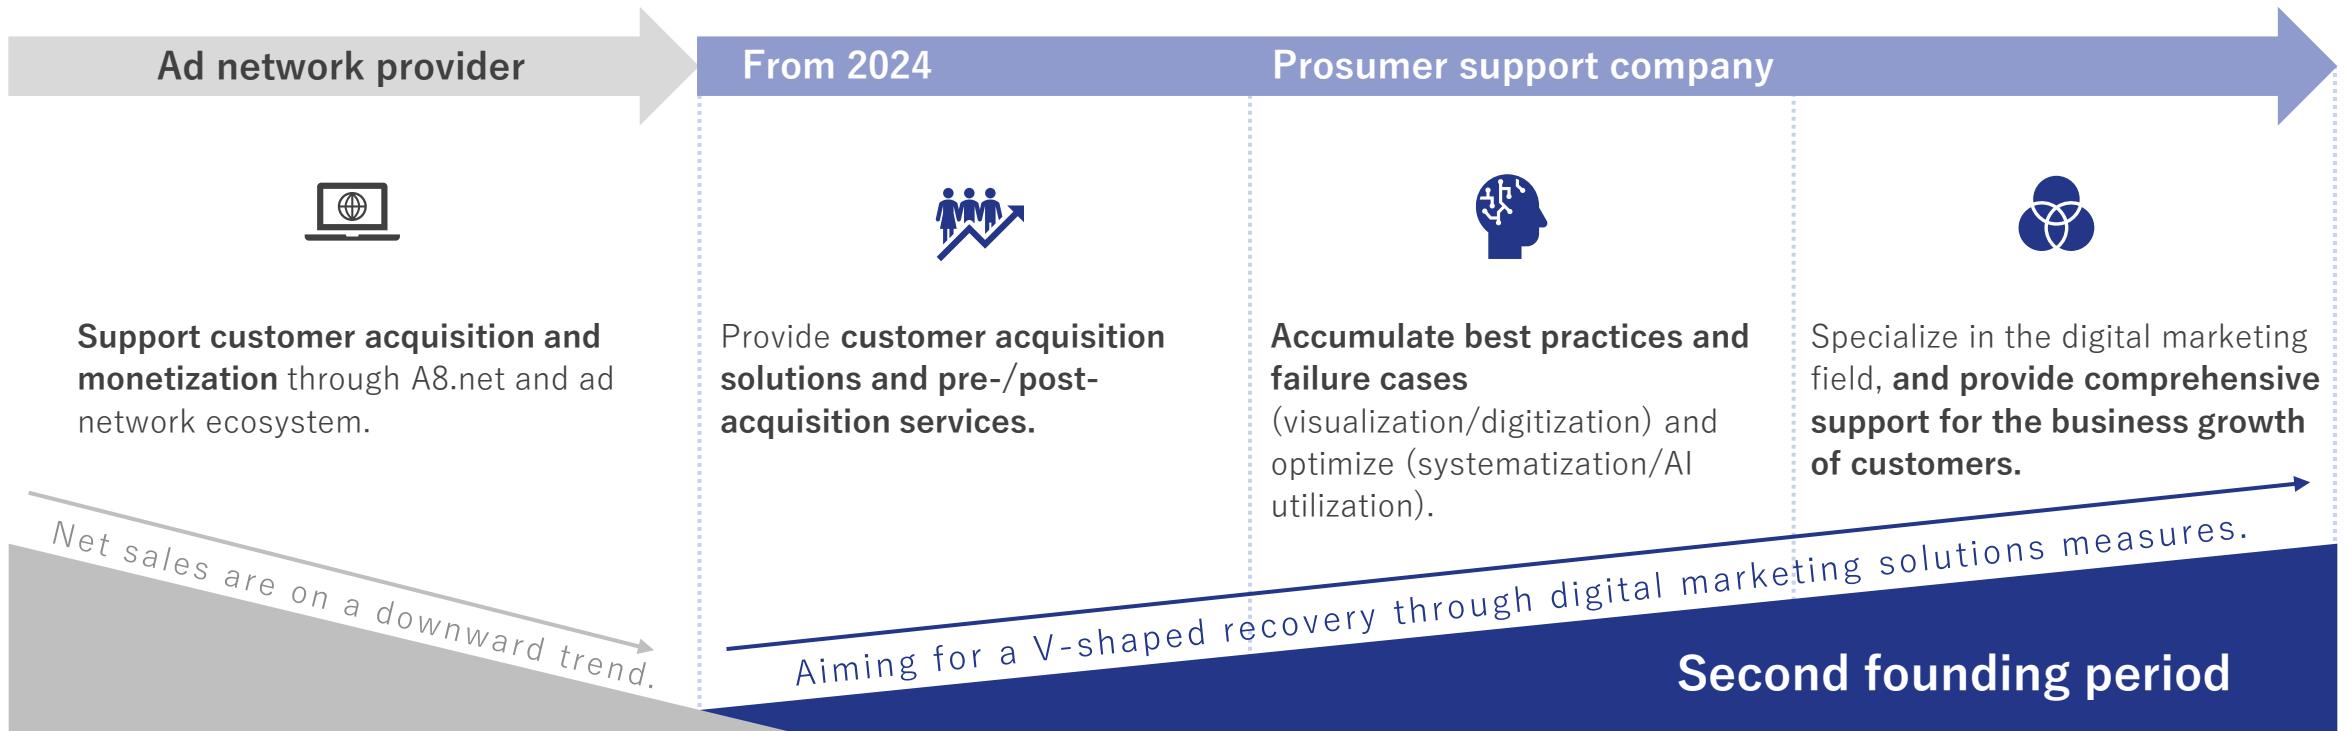 Ad network provider
From 2024
Prosumer support company
Support customer acquisition and
monetization through A8.net and ad
network ecosystem.
Provide customer acquisition
solutions and pre-/post-
acquisition services.
Accumulate best practices and
failure cases
(visualization/digitization) and
optimize (systematization/AI
utilization).
Specialize in the digital marketing
field, and provide comprehensive
support for the business growth
of customers.
Net sales are on a downward trend.
Aiming for a V-shaped recovery through digital marketing solutions measures.
Second founding period